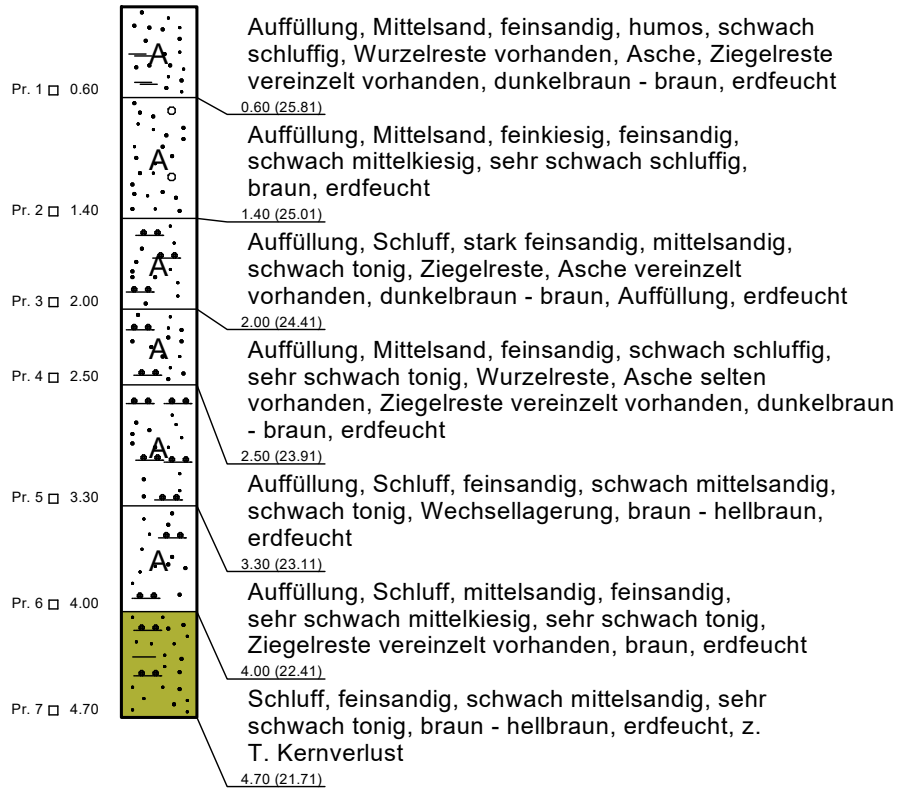 A
Auffüllung, Mittelsand, feinsandig, humos, schwach
schluffig, Wurzelreste vorhanden, Asche, Ziegelreste
vereinzelt vorhanden, dunkelbraun - braun, erdfeucht
Pr. 1 0.60
0.60 (25.81)
A
Auffüllung, Mittelsand, feinkiesig, feinsandig,
schwach mittelkiesig, sehr schwach schluffig,
braun, erdfeucht
Pr. 2 1.40
1.40 (25.01)
A
Auffüllung, Schluff, stark feinsandig, mittelsandig,
schwach tonig, Ziegelreste, Asche vereinzelt
vorhanden, dunkelbraun - braun, Auffüllung, erdfeucht
Pr. 3 2.00
2.00 (24.41)
A
Auffüllung, Mittelsand, feinsandig, schwach schluffig,
sehr schwach tonig, Wurzelreste, Asche selten
vorhanden, Ziegelreste vereinzelt vorhanden, dunkelbraun
- braun, erdfeucht
Pr. 4 2.50
2.50 (23.91)
A
Auffüllung, Schluff, feinsandig, schwach mittelsandig,
schwach tonig, Wechsellagerung, braun - hellbraun,
erdfeucht
Pr. 5 3.30
3.30 (23.11)
A
Auffüllung, Schluff, mittelsandig, feinsandig,
sehr schwach mittelkiesig, sehr schwach tonig,
Ziegelreste vereinzelt vorhanden, braun, erdfeucht
Pr. 6 4.00
4.00 (22.41)
Schluff, feinsandig, schwach mittelsandig, sehr
schwach tonig, braun - hellbraun, erdfeucht, z.
T. Kernverlust
Pr. 7 4.70
4.70 (21.71)